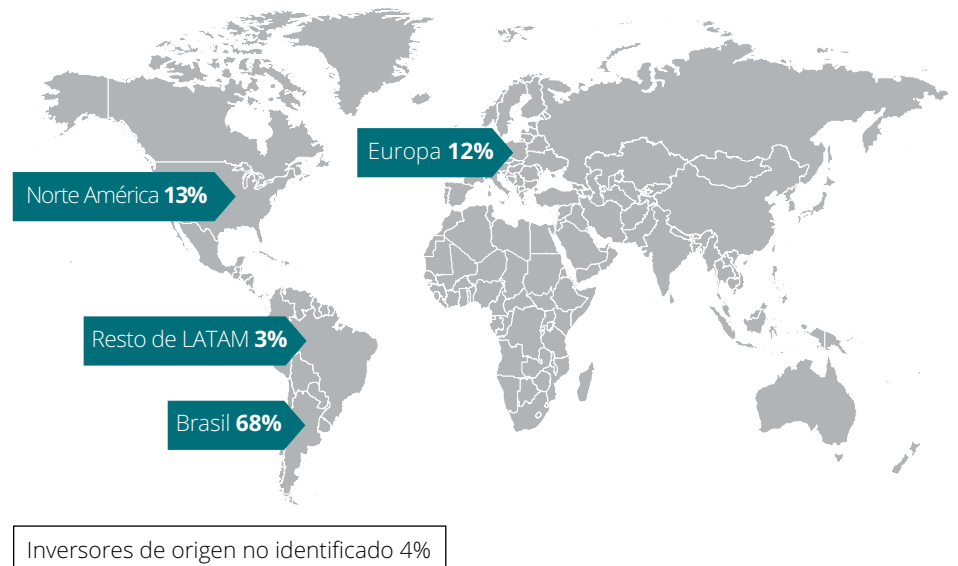 Europa 12%
Norte América 13%
Resto de LATAM 3%
Brasil 68%
Inversores de origen no identificado 4%